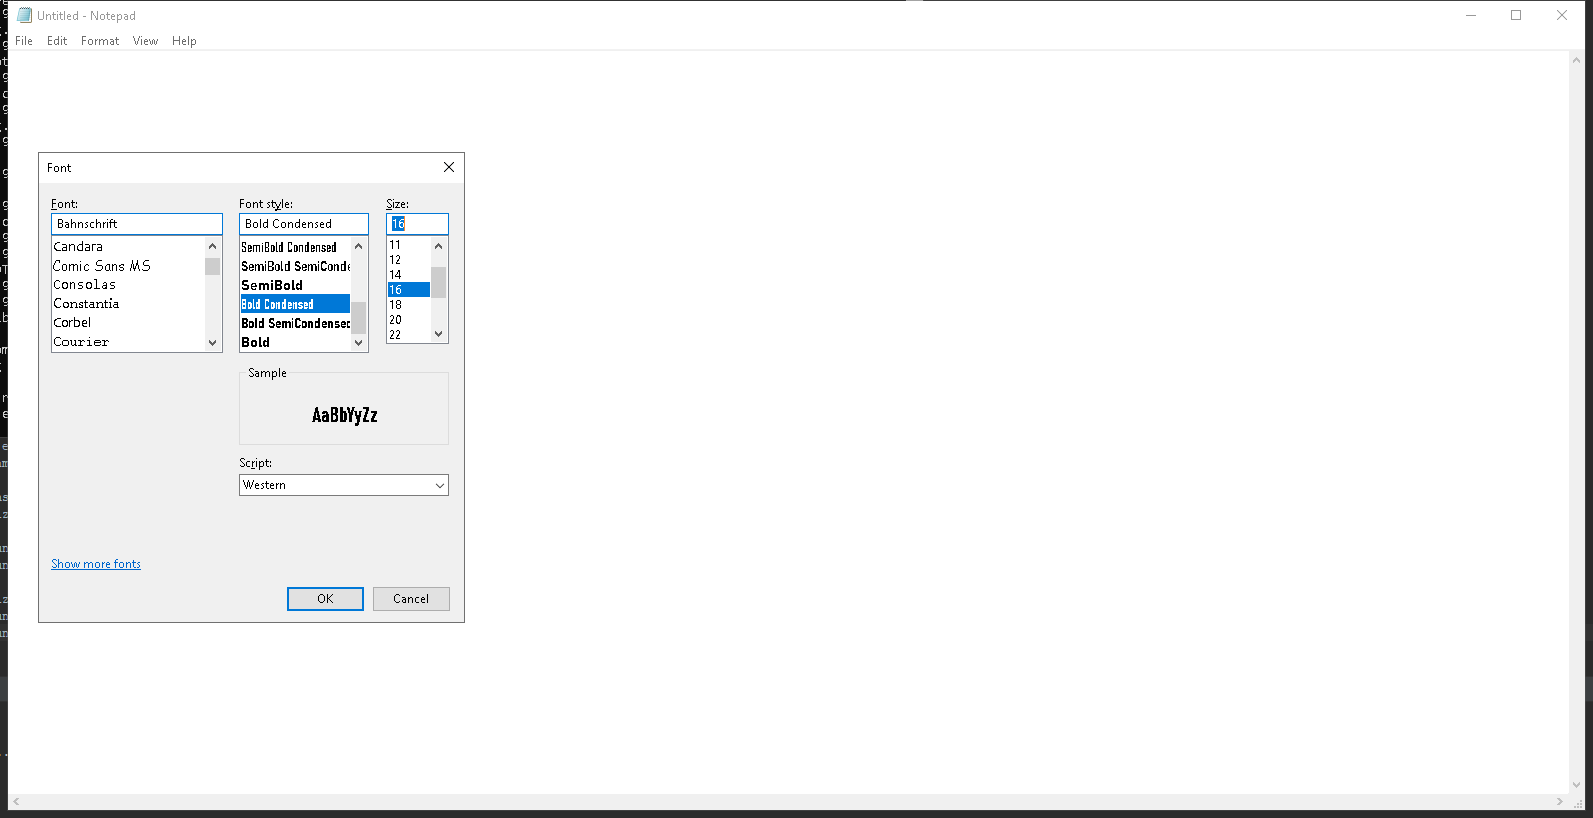 Untitled - Notepad
File Edit Format View Help
Font
Font: Font style: Size:
Bahnschrift Bold Condensed 16
Candara
Comic Sans MS
Consolas
Constantia
Corbel
Courier
SemiBold Condensed
SemiBold SemiConde
SemiBold
Bold Condensed
Bold SemiCondensed
Bold
11
12
14
16
18
20
22
Sample
AaBbYyZz
Script:
Western
Show more fonts
OK Cancel